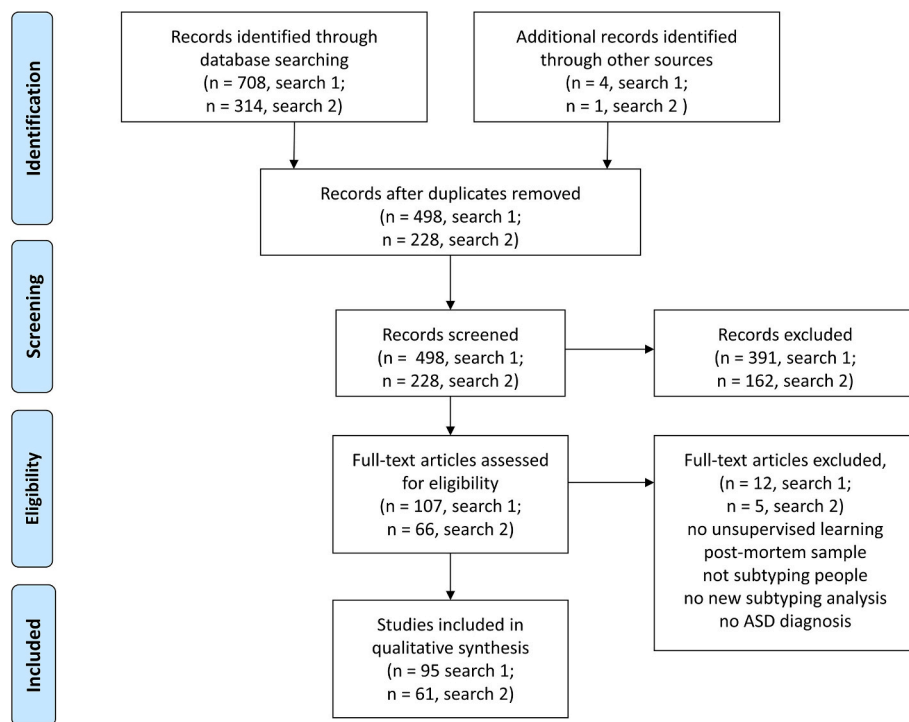 Identification
Records identified through
database searching
(n = 708, search 1;
n = 314, search 2)
Additional records identified
through other sources
(n = 4, search 1;
n = 1, search 2 )
Records after duplicates removed
(n = 498, search 1;
n = 228, search 2)
Screening
Records screened
(n = 498, search 1;
n = 228, search 2)
Records excluded
(n = 391, search 1;
n = 162, search 2)
Eligibility
Full-text articles assessed
for eligibility
(n = 107, search 1;
n = 66, search 2)
Full-text articles excluded,
(n = 12, search 1;
n = 5, search 2)
no unsupervised learning
post-mortem sample
not subtyping people
no new subtyping analysis
no ASD diagnosis
Included
Studies included in
qualitative synthesis
(n = 95 search 1;
n = 61, search 2)